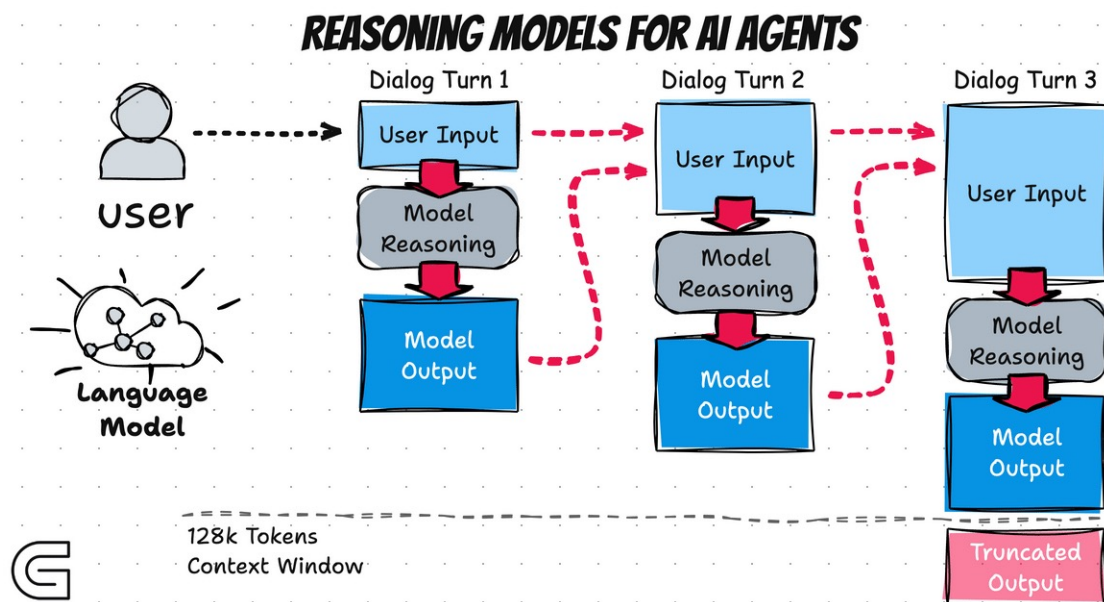 REASONING MODELS FOR AI AGENTS
Dialog Turn 1
Dialog Turn 2
Dialog Turn 3
user
Language
Model
User Input
Model
Reasoning
Model
Output
User Input
Model
Reasoning
Model
Output
User Input
Model
Reasoning
Model
Output
128k Tokens
Context Window
Truncated
Output
G